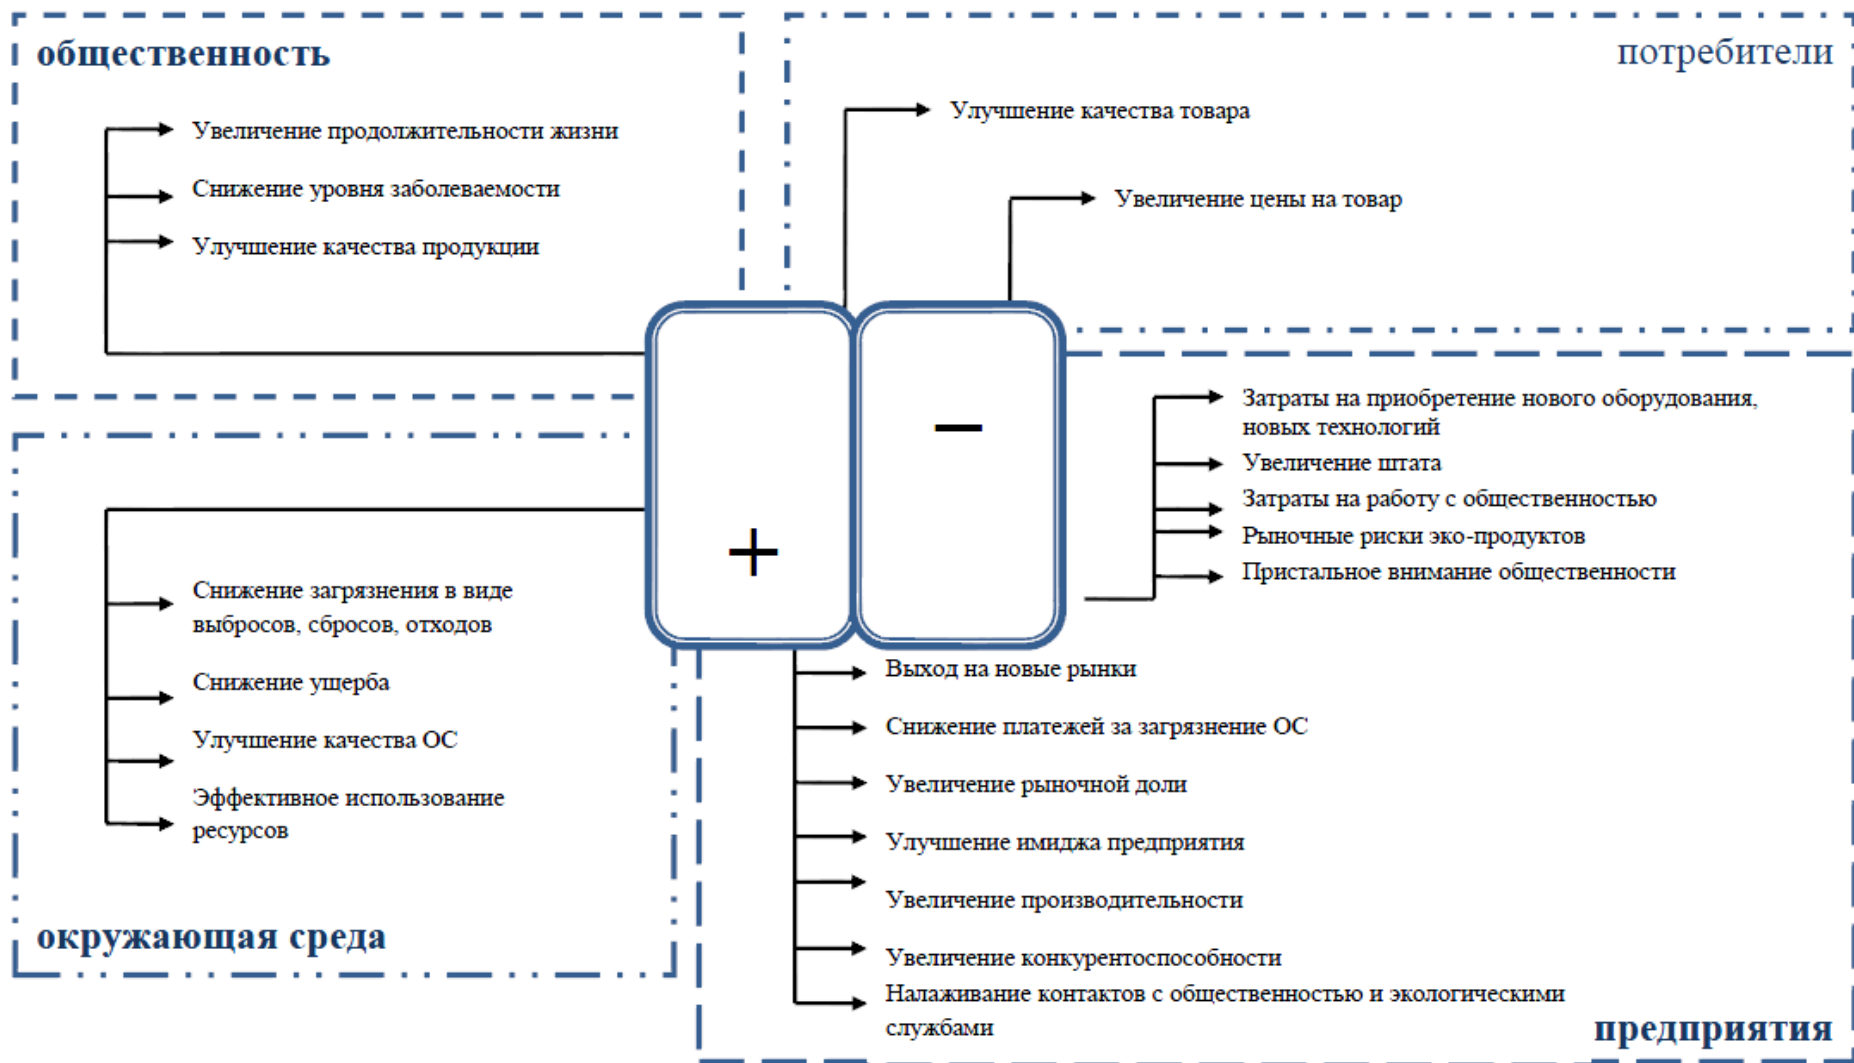 общественность
Увеличение продолжительности жизни
Снижение уровня заболеваемости
Улучшение качества продукции
потребители
Улучшение качества товара
Увеличение цены на товар
+
−
Затраты на приобретение нового оборудования,
новых технологий
Увеличение штата
Затраты на работу с общественностью
Рыночные риски эко-продуктов
Пристальное внимание общественности
Снижение загрязнения в виде
выбросов, сбросов, отходов
Снижение ущерба
Улучшение качества ОС
Эффективное использование
ресурсов
окружающая среда
Выход на новые рынки
Снижение платежей за загрязнение ОС
Увеличение рыночной доли
Улучшение имиджа предприятия
Увеличение производительности
Увеличение конкурентоспособности
Налаживание контактов с общественностью и экологическими
службами
предприятия